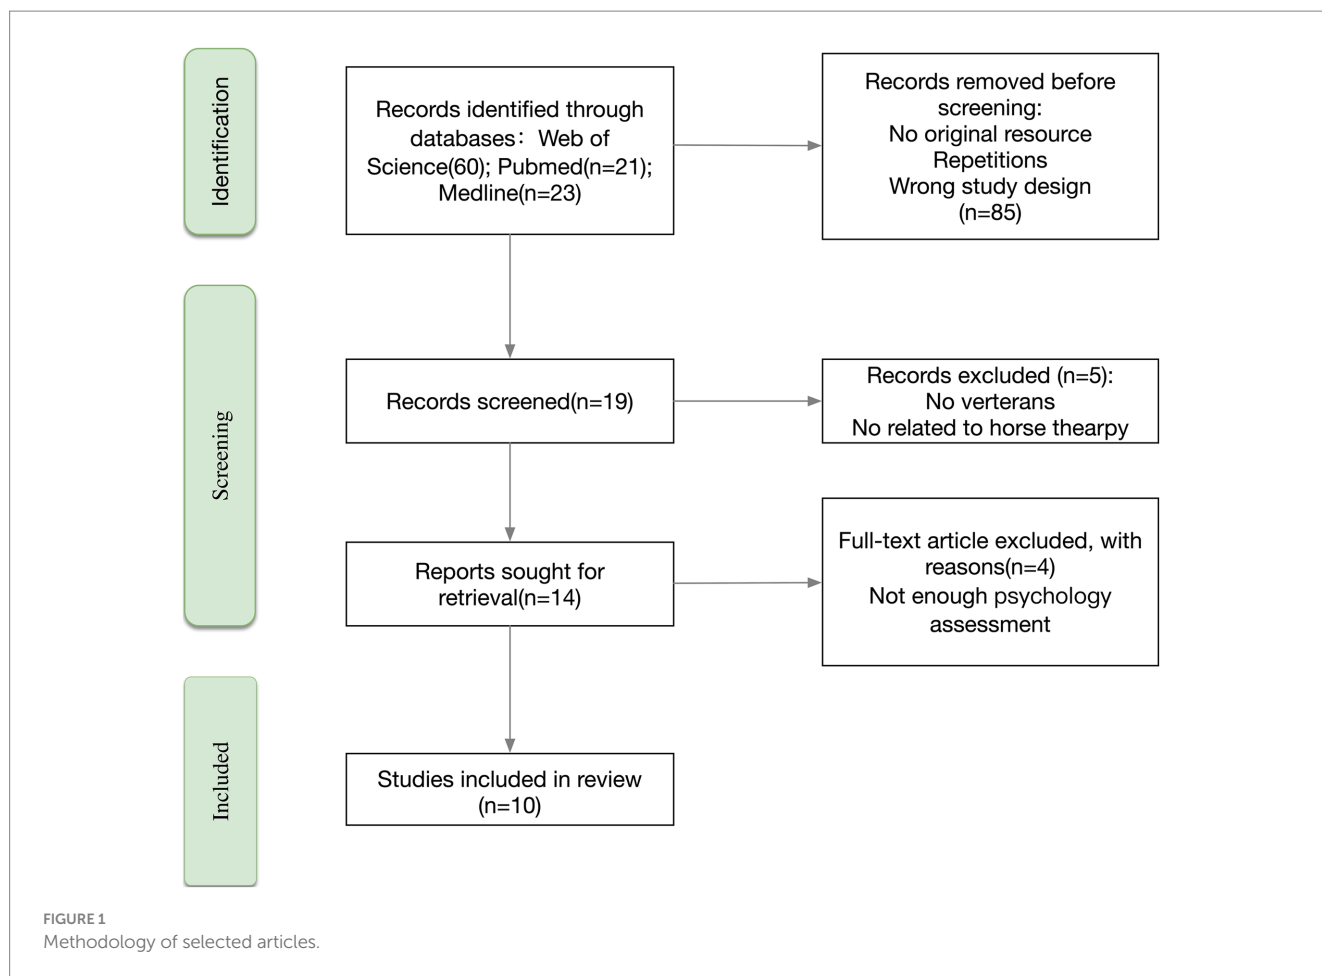 Identification
Records identified through
databases：Web of
Science(60); Pubmed(n=21);
Medline(n=23)
Records removed before
screening:
No original resource
Repetitions
Wrong study design
(n=85)
Screening
Records screened(n=19)
Records excluded (n=5):
No verterans
No related to horse thearpy
Reports sought for
retrieval(n=14)
Full-text article excluded, with
reasons(n=4)
Not enough psychology
assessment
Included
Studies included in review
(n=10)
FIGURE 1
Methodology of selected articles.